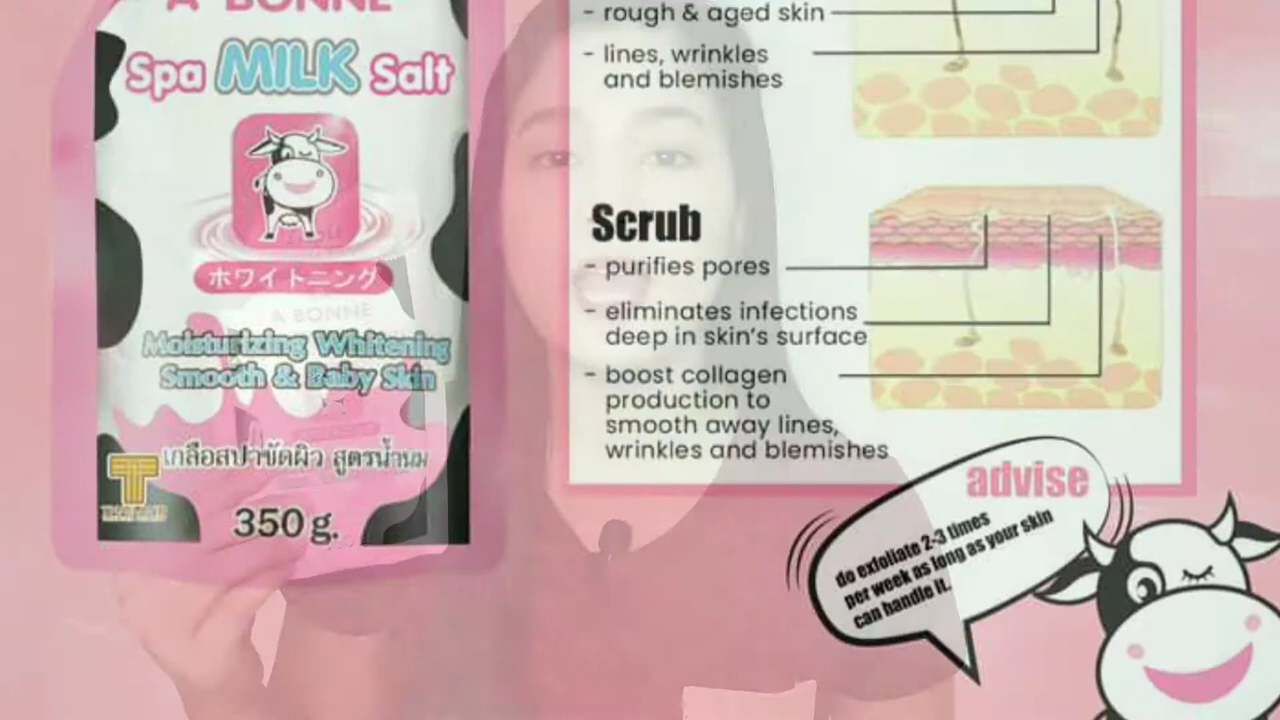 A BONNE
Spa MILK Salt
ホワイトニング
A BONNE
Moisturizing Whitening
Smooth & Baby Skin
เกลือสปาขัดผิว สูตรน้ำนม
350 g.
- rough & aged skin
- lines, wrinkles
and blemishes
Scrub
- purifies pores
- eliminates infections
deep in skin's surface
- boost collagen
production to
smooth away lines,
wrinkles and blemishes
advise
do exfoliate 2-3 times
per week as long as your skin
can handle it.